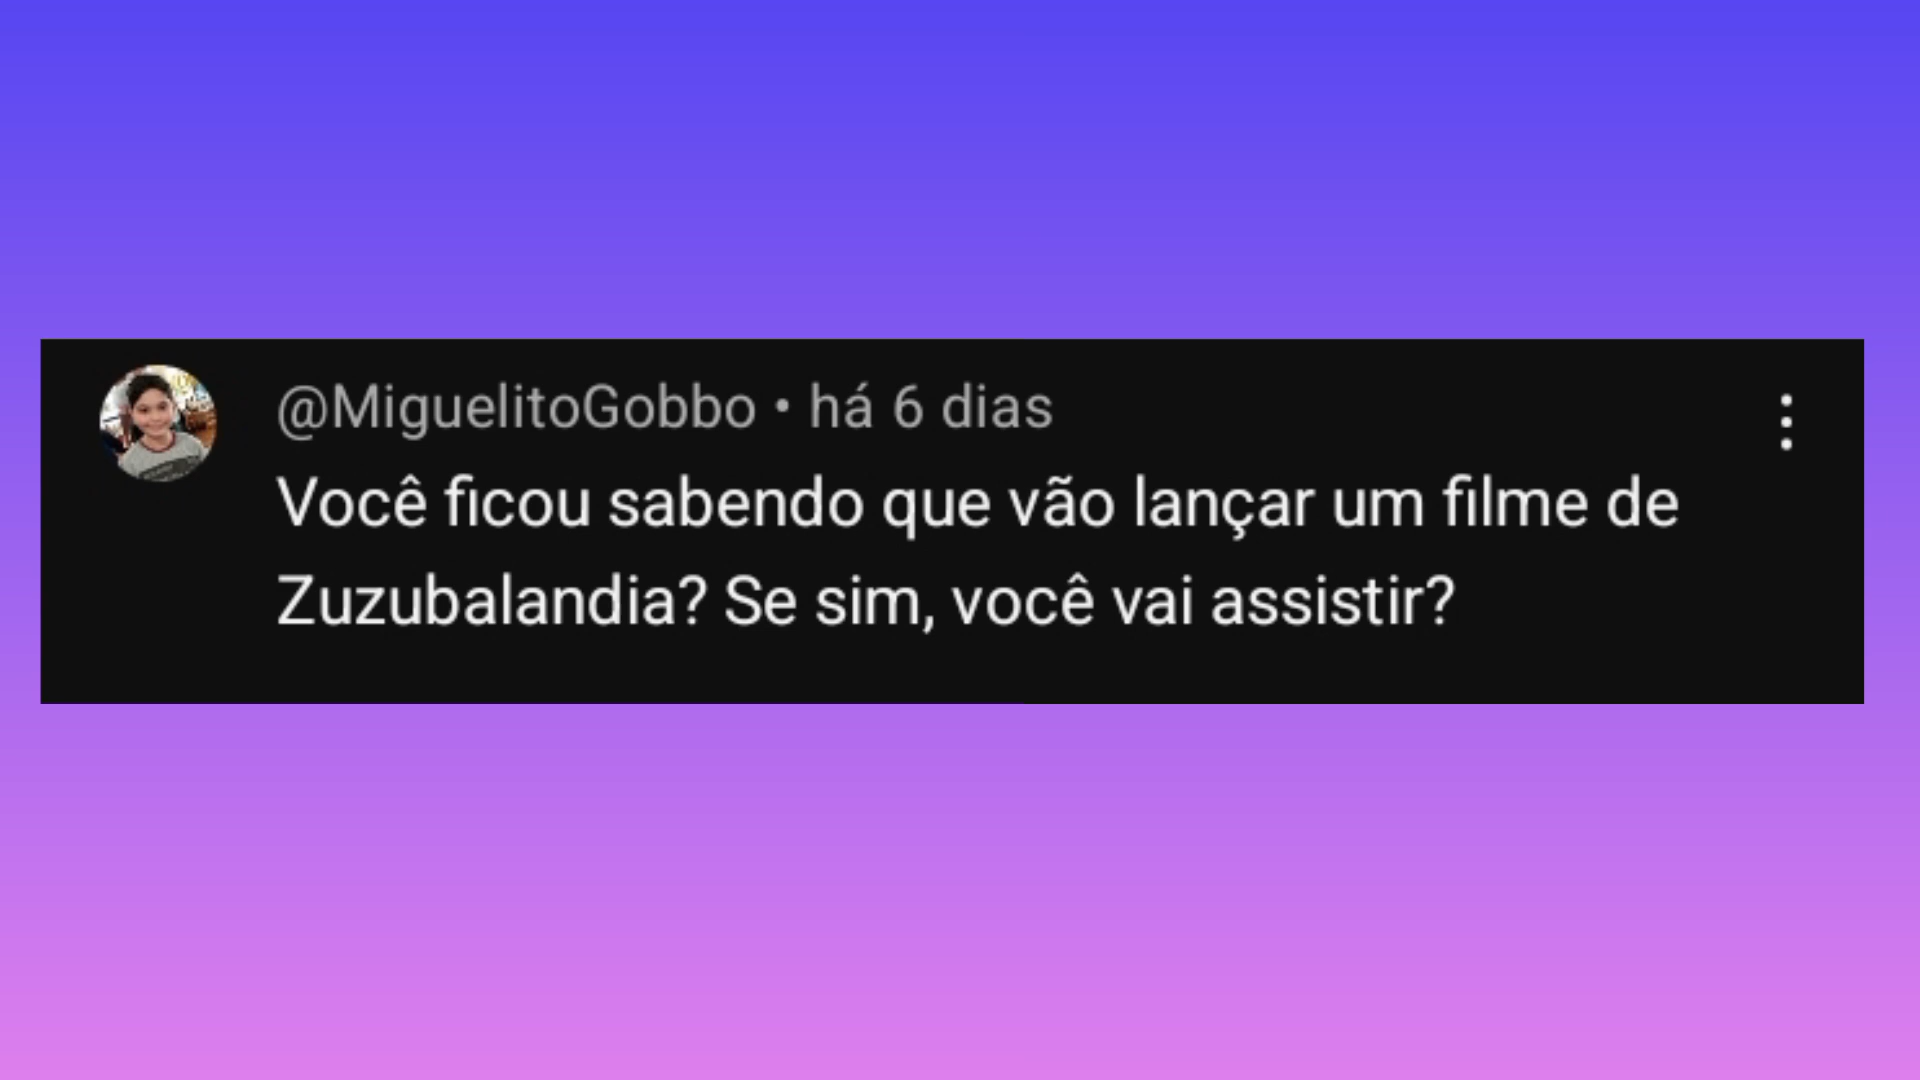 @MiguelitoGobbo • há 6 dias
Você ficou sabendo que vão lançar um filme de
Zuzubalandia? Se sim, você vai assistir?